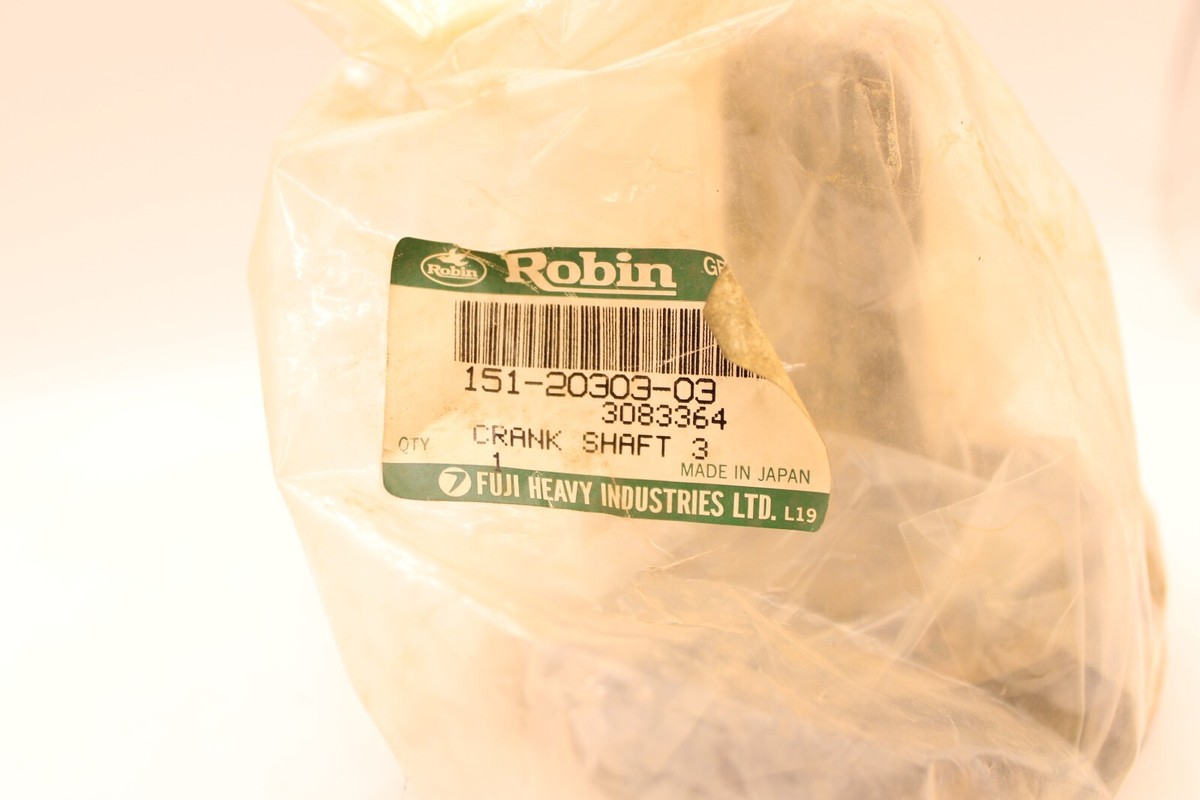 Robin Robin
151-20303-03
3083364
CRANK SHAFT 3
QTY 1
MADE IN JAPAN
7 FUJI HEAVY INDUSTRIES LTD. L19